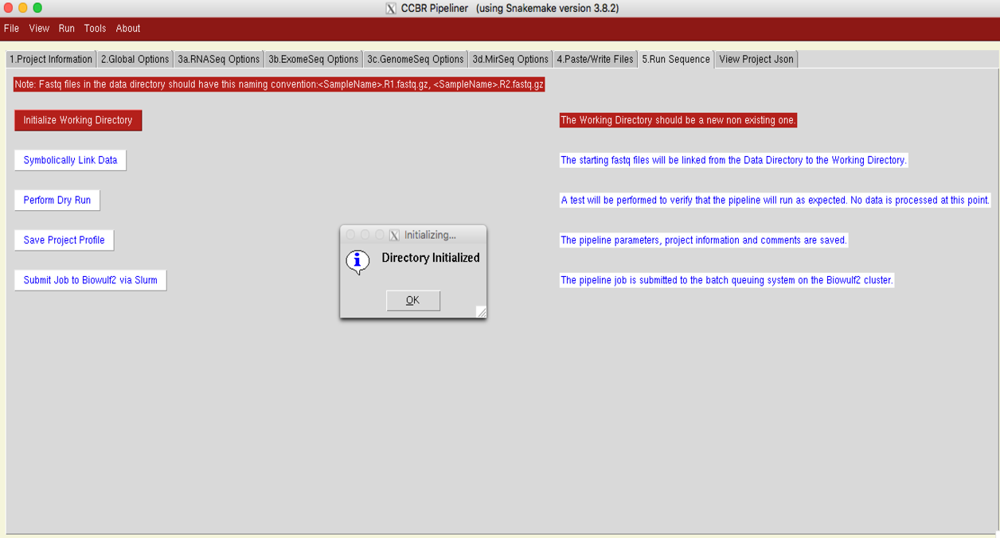 CCBR Pipeliner (using Snakemake version 3.8.2)
File View Run Tools About
1.Project Information 2.Global Options 3a.RNASeq Options 3b.ExomeSeq Options 3c.GenomeSeq Options 3d.MirSeq Options 4.Paste/Write Files 5.Run Sequence View Project Json
Note: Fastq files in the data directory should have this naming convention:<SampleName>.R1.fastq.gz, <SampleName>.R2.fastq.gz
Initialize Working Directory The Working Directory should be a new non existing one.
Symbolically Link Data The starting fastq files will be linked from the Data Directory to the Working Directory.
Perform Dry Run A test will be performed to verify that the pipeline will run as expected. No data is processed at this point.
Save Project Profile The pipeline parameters, project information and comments are saved.
Submit Job to Biowulf2 via Slurm The pipeline job is submitted to the batch queuing system on the Biowulf2 cluster.
Initializing...
Directory Initialized
OK